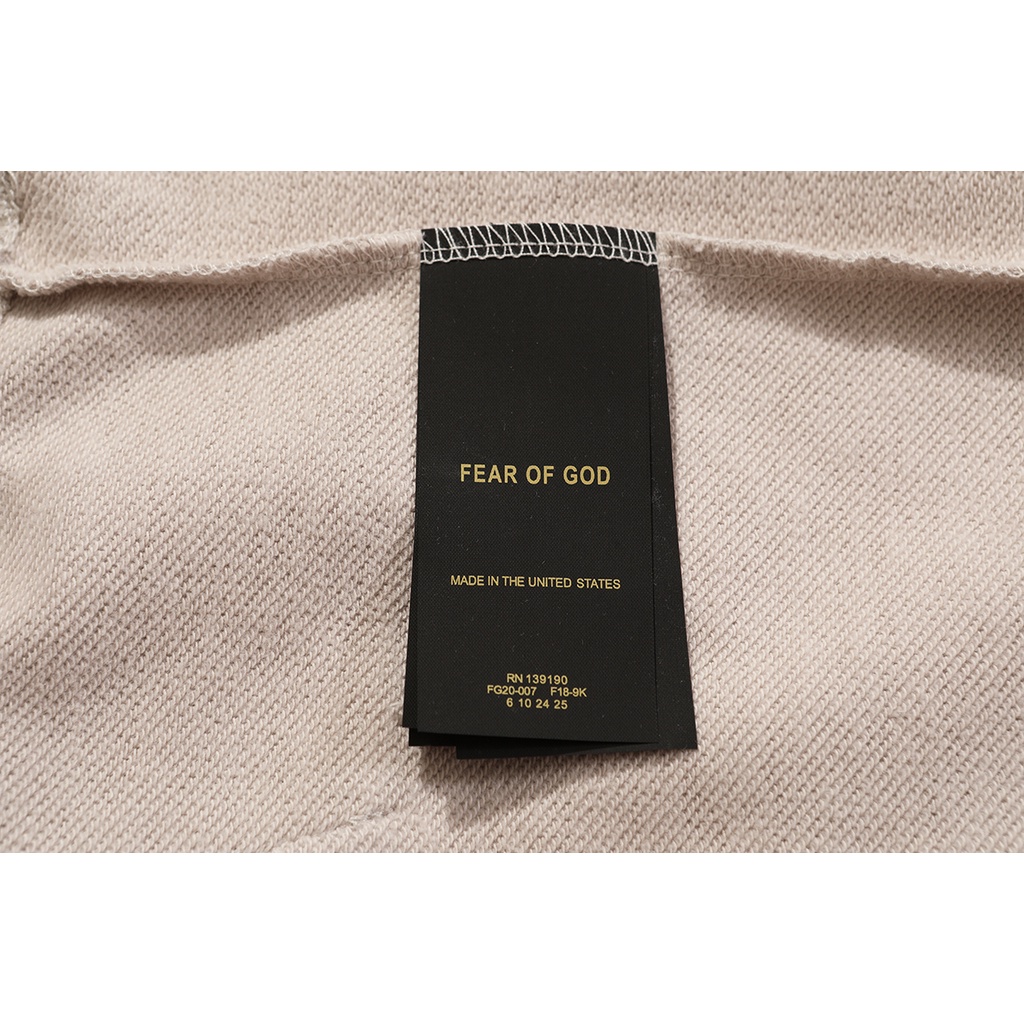 FEAR OF GOD
MADE IN THE UNITED STATES
RN 139190
FG20-007 F18-9K
6 10 24 25